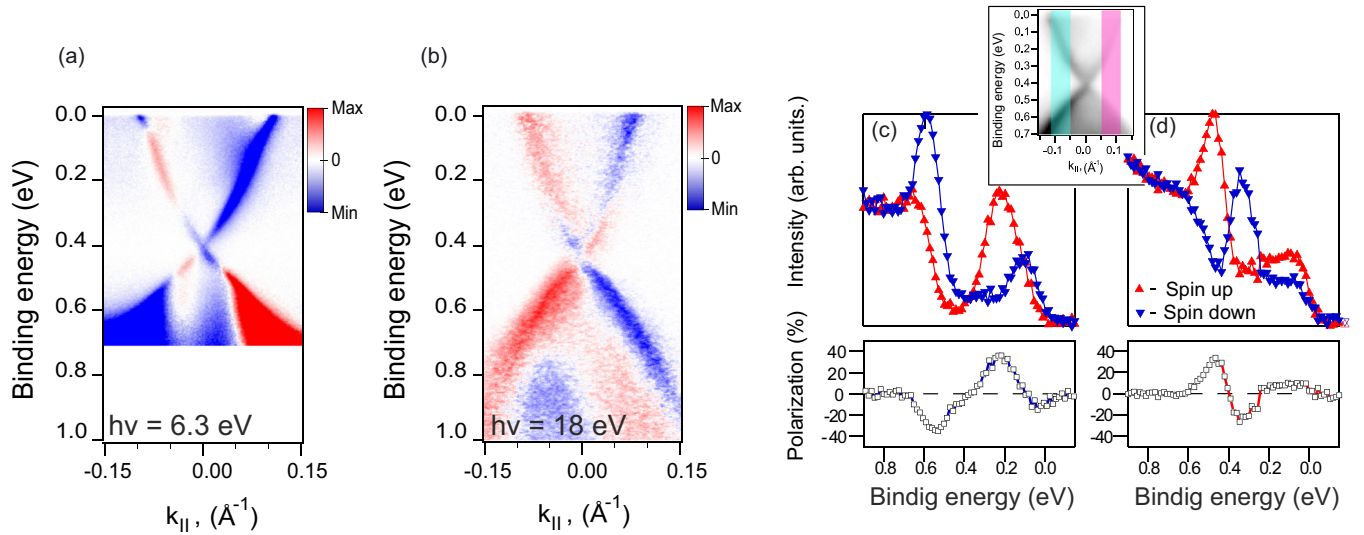 (a)
Binding energy (eV)
0.0
0.2
0.4
0.6
0.8
1.0
hν = 6.3 eV
-0.15
0.00
0.15
k||, (Å⁻¹)
Max
0
Min
(b)
Binding energy (eV)
0.0
0.2
0.4
0.6
0.8
1.0
hν = 18 eV
-0.15
0.00
0.15
k||, (Å⁻¹)
Max
0
Min
Binding energy (eV)
0.0
0.1
0.2
0.3
0.4
0.5
0.6
0.7
-0.1
0.0
0.1
k||, (Å⁻¹)
(c)
Intensity (arb. units.)
(d)
- Spin up
- Spin down
Polarization (%)
40
20
0
-20
-40
0.8 0.6 0.4 0.2 0.0
Bindig energy (eV)
40
20
0
-20
-40
0.8 0.6 0.4 0.2 0.0
Bindig energy (eV)